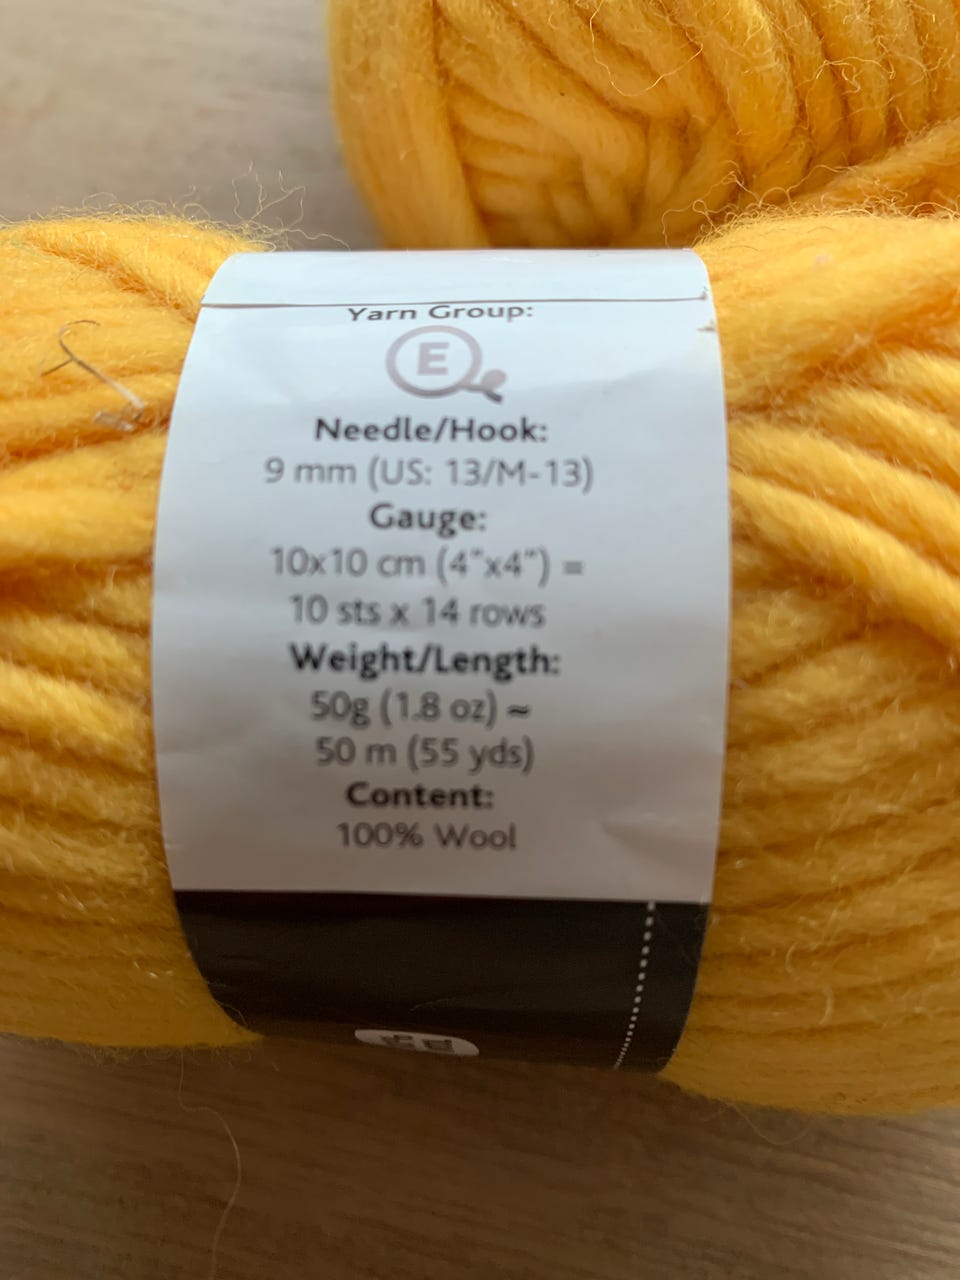 Yarn Group:
E
Needle/Hook:
9 mm (US: 13/M-13)
Gauge:
10x10 cm (4"x4") =
10 sts x 14 rows
Weight/Length:
50g (1.8 oz) ~
50 m (55 yds)
Content:
100% Wool